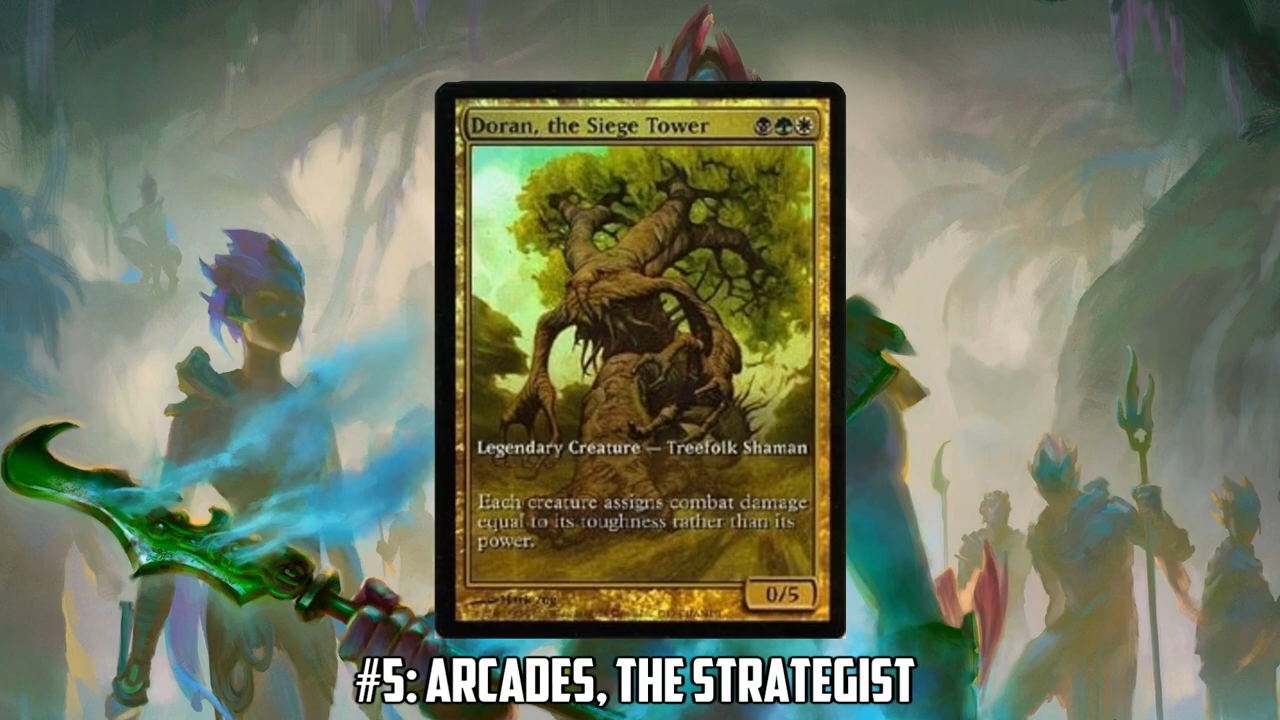 Doran, the Siege Tower
Legendary Creature — Treefolk Shaman
Each creature assigns combat damage
equal to its toughness rather than its
power.
0/5
#5: ARCADES, THE STRATEGIST